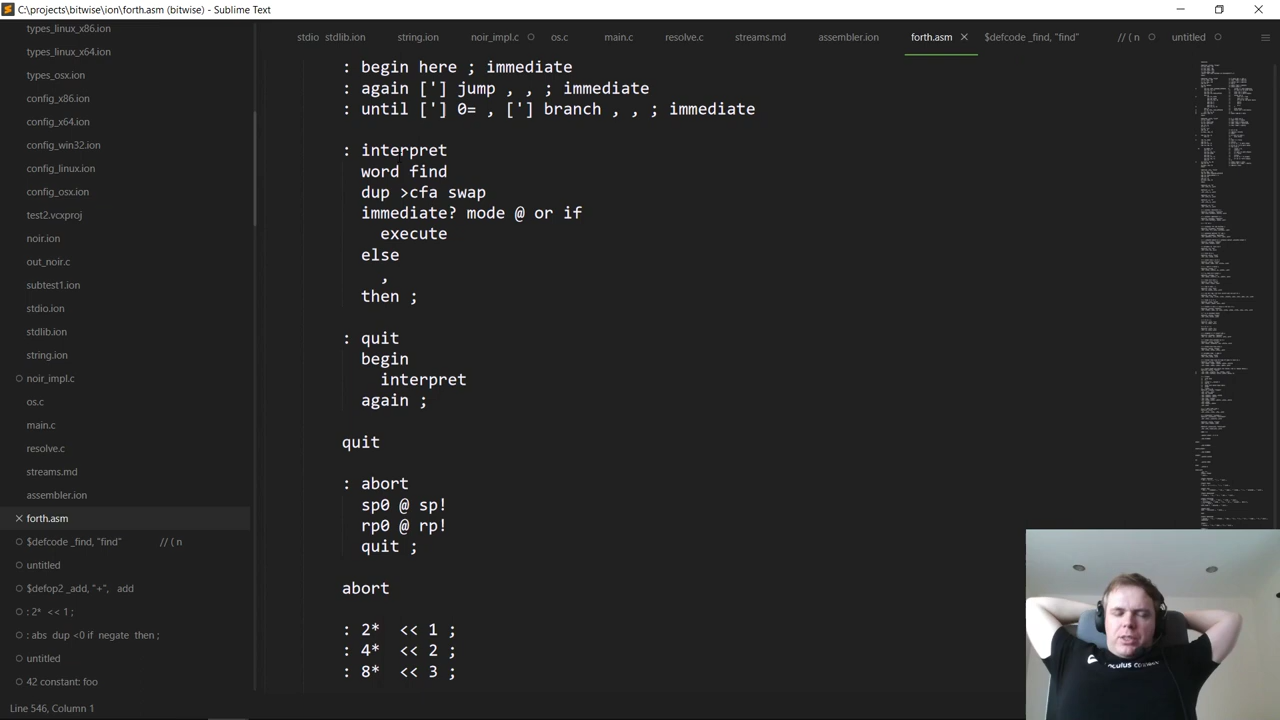 C:\projects\bitwise\ion\forth.asm (bitwise) - Sublime Text
types_linux_x86.ion
types_linux_x64.ion
types_osx.ion
config_x86.ion
config_x64.ion
config_win32.ion
config_linux.ion
config_osx.ion
test2.vcxproj
noir.ion
out_noir.c
subtest1.ion
stdio.ion
stdlib.ion
string.ion
noir_impl.c
os.c
main.c
resolve.c
streams.md
assembler.ion
forth.asm
$defcode _find, "find" // ( n
untitled
$defop2 _add, "+", add
: 2* << 1 ;
: abs dup <0 if negate then ;
untitled
42 constant: foo
stdio stdlib.ion string.ion noir_impl.c os.c main.c resolve.c streams.md assembler.ion forth.asm $defcode _find, "find" // ( n untitled
: begin here ; immediate
: again ['] jump , , ; immediate
: until ['] 0= , ['] branch , , ; immediate
: interpret
word find
dup >cfa swap
immediate? mode @ or if
execute
else
,
then ;
: quit
begin
interpret
again ;
quit
: abort
sp0 @ sp!
rp0 @ rp!
quit ;
abort
: 2* << 1 ;
: 4* << 2 ;
: 8* << 3 ;
Line 546, Column 1